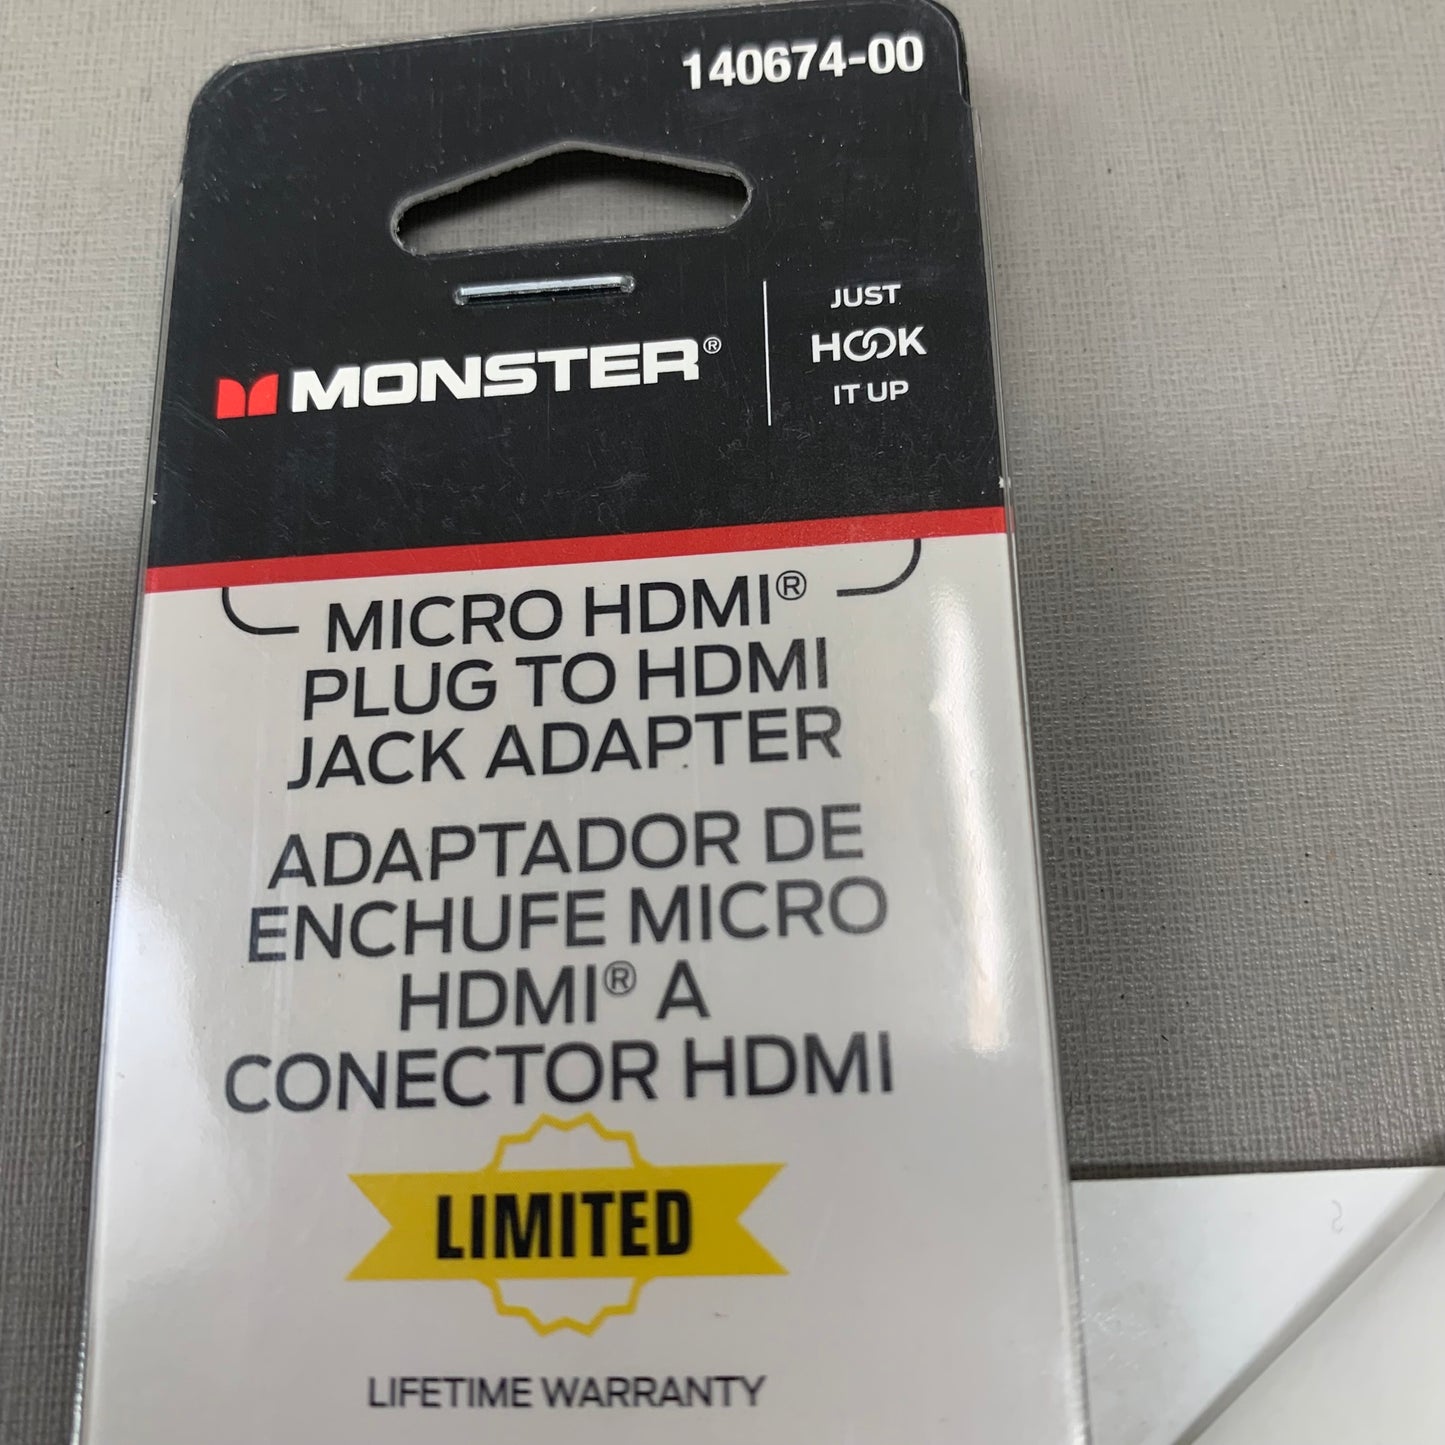 140674-00
MONSTER®
JUST
HOOK
IT UP
MICRO HDMI®
PLUG TO HDMI
JACK ADAPTER
ADAPTADOR DE
ENCHUFE MICRO
HDMI® A
CONECTOR HDMI
LIMITED
LIFETIME WARRANTY